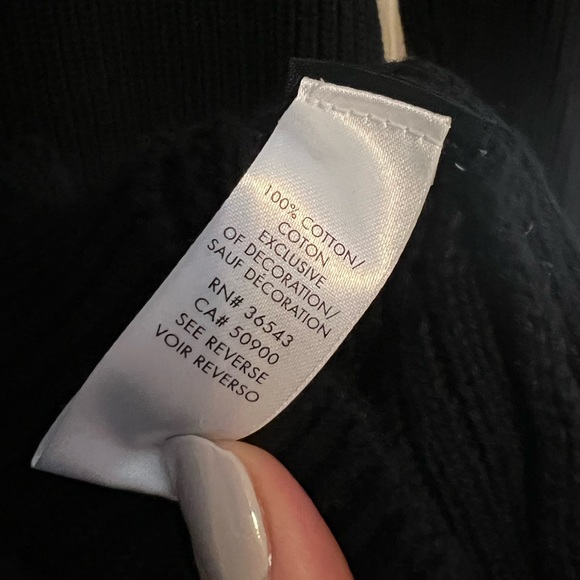 100% COTTON/
COTON
EXCLUSIVE
OF DECORATION/
SAUF DÉCORATION
RN# 36543
CA# 50900
SEE REVERSE
VOIR REVERSO